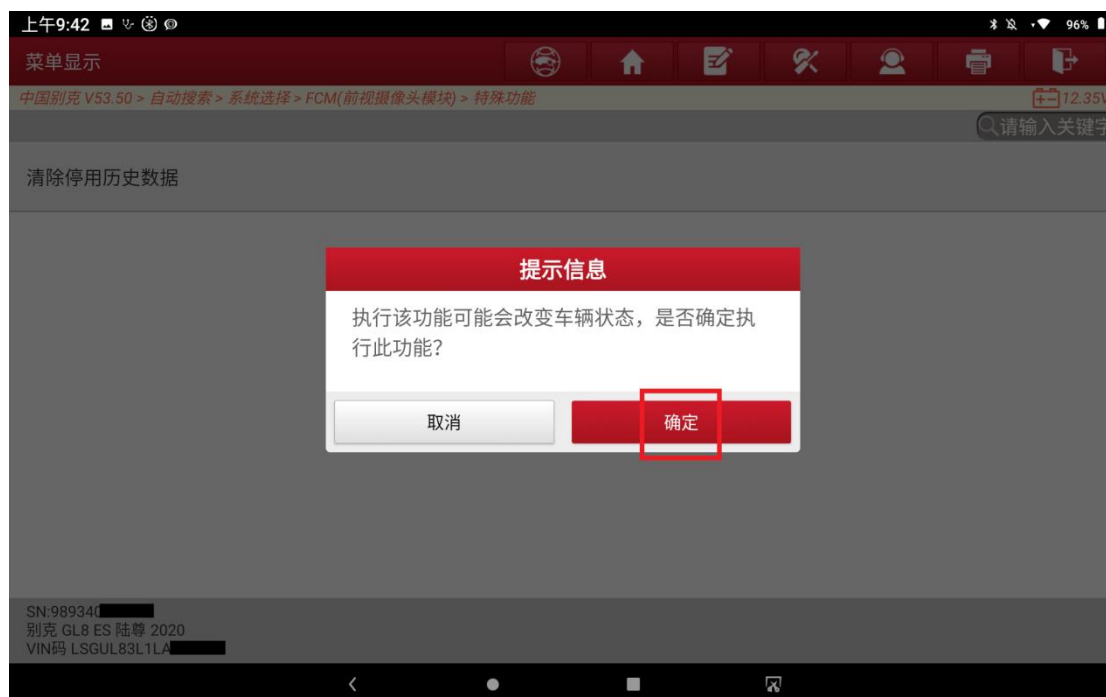 上午9:42
96%
菜单显示
中国别克 V53.50 > 自动搜索 > 系统选择 > FCM(前视摄像头模块) > 特殊功能
12.35V
请输入关键字
清除停用历史数据
提示信息
执行该功能可能会改变车辆状态，是否确定执
行此功能？
取消
确定
SN:989340
别克 GL8 ES 陆尊 2020
VIN码 LSGUL83L1LA